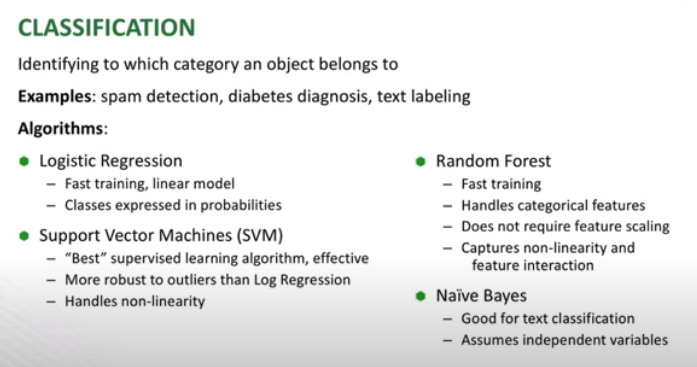 CLASSIFICATION
Identifying to which category an object belongs to
Examples: spam detection, diabetes diagnosis, text labeling
Algorithms:
Logistic Regression
– Fast training, linear model
– Classes expressed in probabilities
Support Vector Machines (SVM)
– “Best” supervised learning algorithm, effective
– More robust to outliers than Log Regression
– Handles non-linearity
Random Forest
– Fast training
– Handles categorical features
– Does not require feature scaling
– Captures non-linearity and
feature interaction
Naïve Bayes
– Good for text classification
– Assumes independent variables